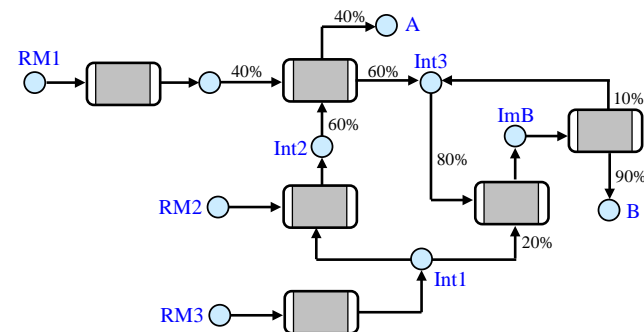 40%
A
RM1
40%
60%
Int3
10%
ImB
60%
Int2
80%
90%
RM2
B
20%
Int1
RM3